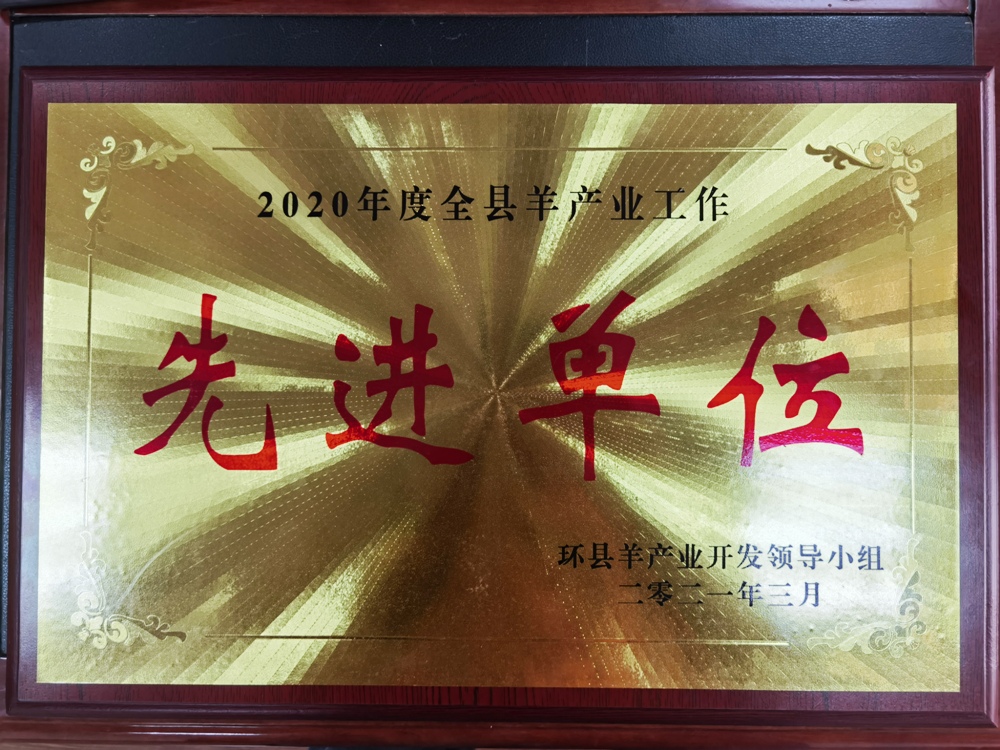 2020年度全县羊产业工作
先进单位
环县羊产业开发领导小组
二零二一年三月